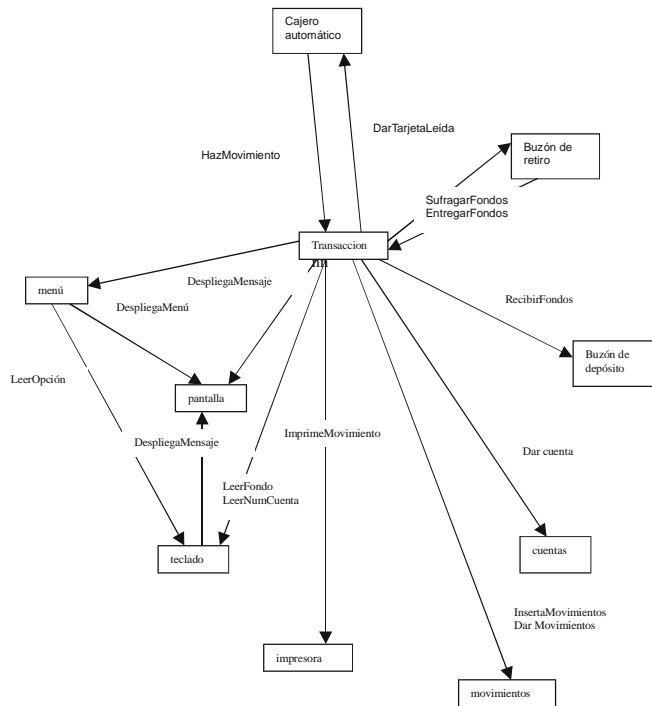 Cajero
automático
DarTarjetaLeída
HazMovimiento
Buzón de
retiro
SufragarFondos
EntregarFondos
Transaccion
menú
DespliegaMensaje
DespliegaMenú
RecibirFondos
Buzón de
depósito
LeerOpción
pantalla
DespliegaMensaje
ImprimeMovimiento
Dar cuenta
LeerFondo
LeerNumCuenta
teclado
cuentas
InsertaMovimientos
Dar Movimientos
impresora
movimientos